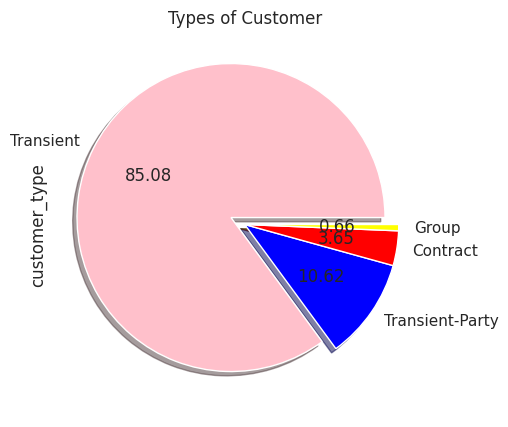 Types of Customer
Transient
85.08
customer_type
0.66
Group
3.65
Contract
10.62
Transient-Party